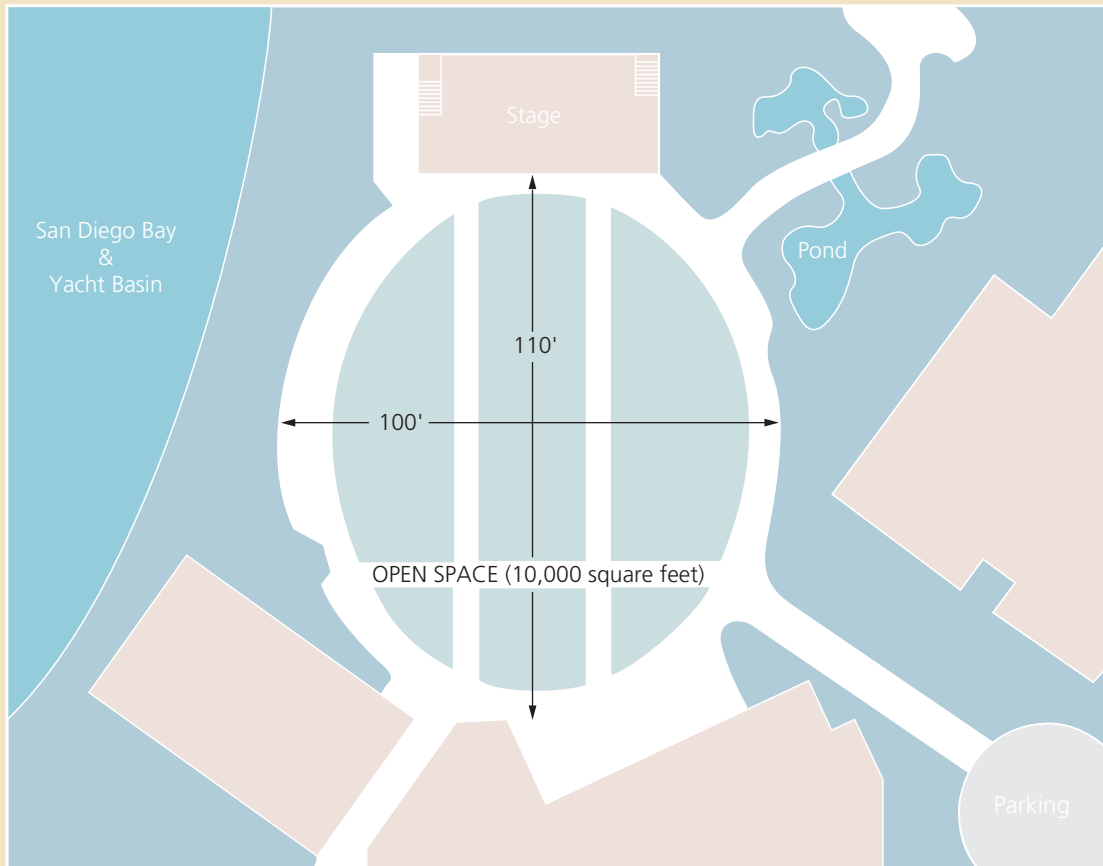 Stage
San Diego Bay
&
Yacht Basin
Pond
110'
100'
OPEN SPACE (10,000 square feet)
Parking